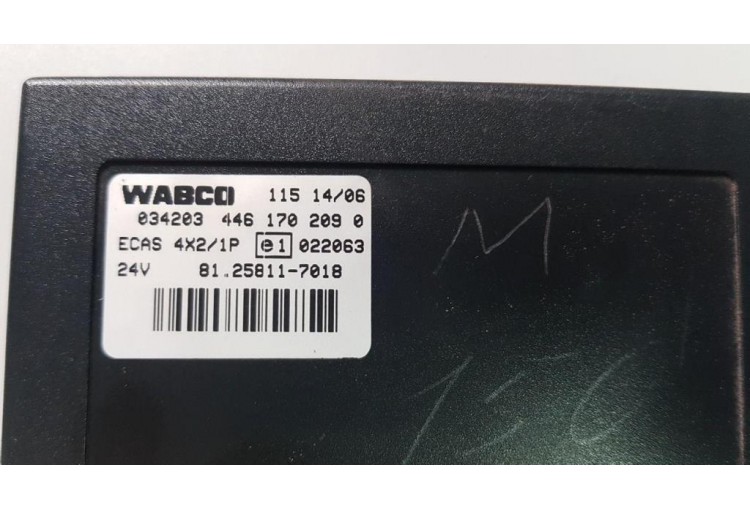 WABCO 115 14/06
034203 446 170 209 0
ECAS 4X2/1P e1 022063
24V 81.25811-7018
M